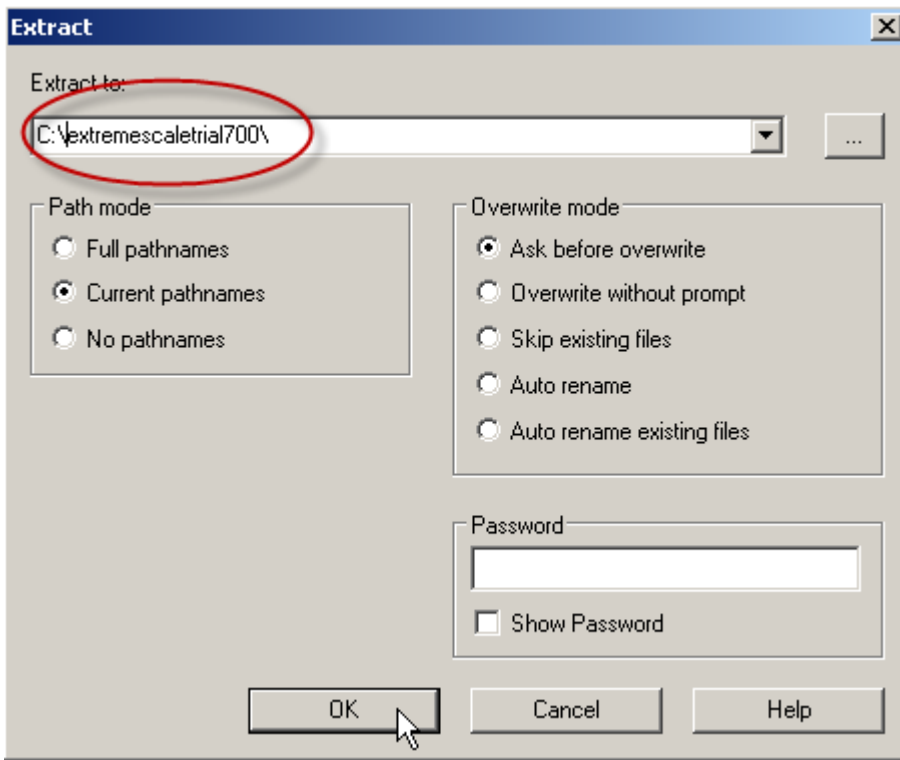 Extract
Extract to:
C:\extremescaletrial700\
...
Path mode
Full pathnames
Current pathnames
No pathnames
Overwrite mode
Ask before overwrite
Overwrite without prompt
Skip existing files
Auto rename
Auto rename existing files
Password
Show Password
OK
Cancel
Help